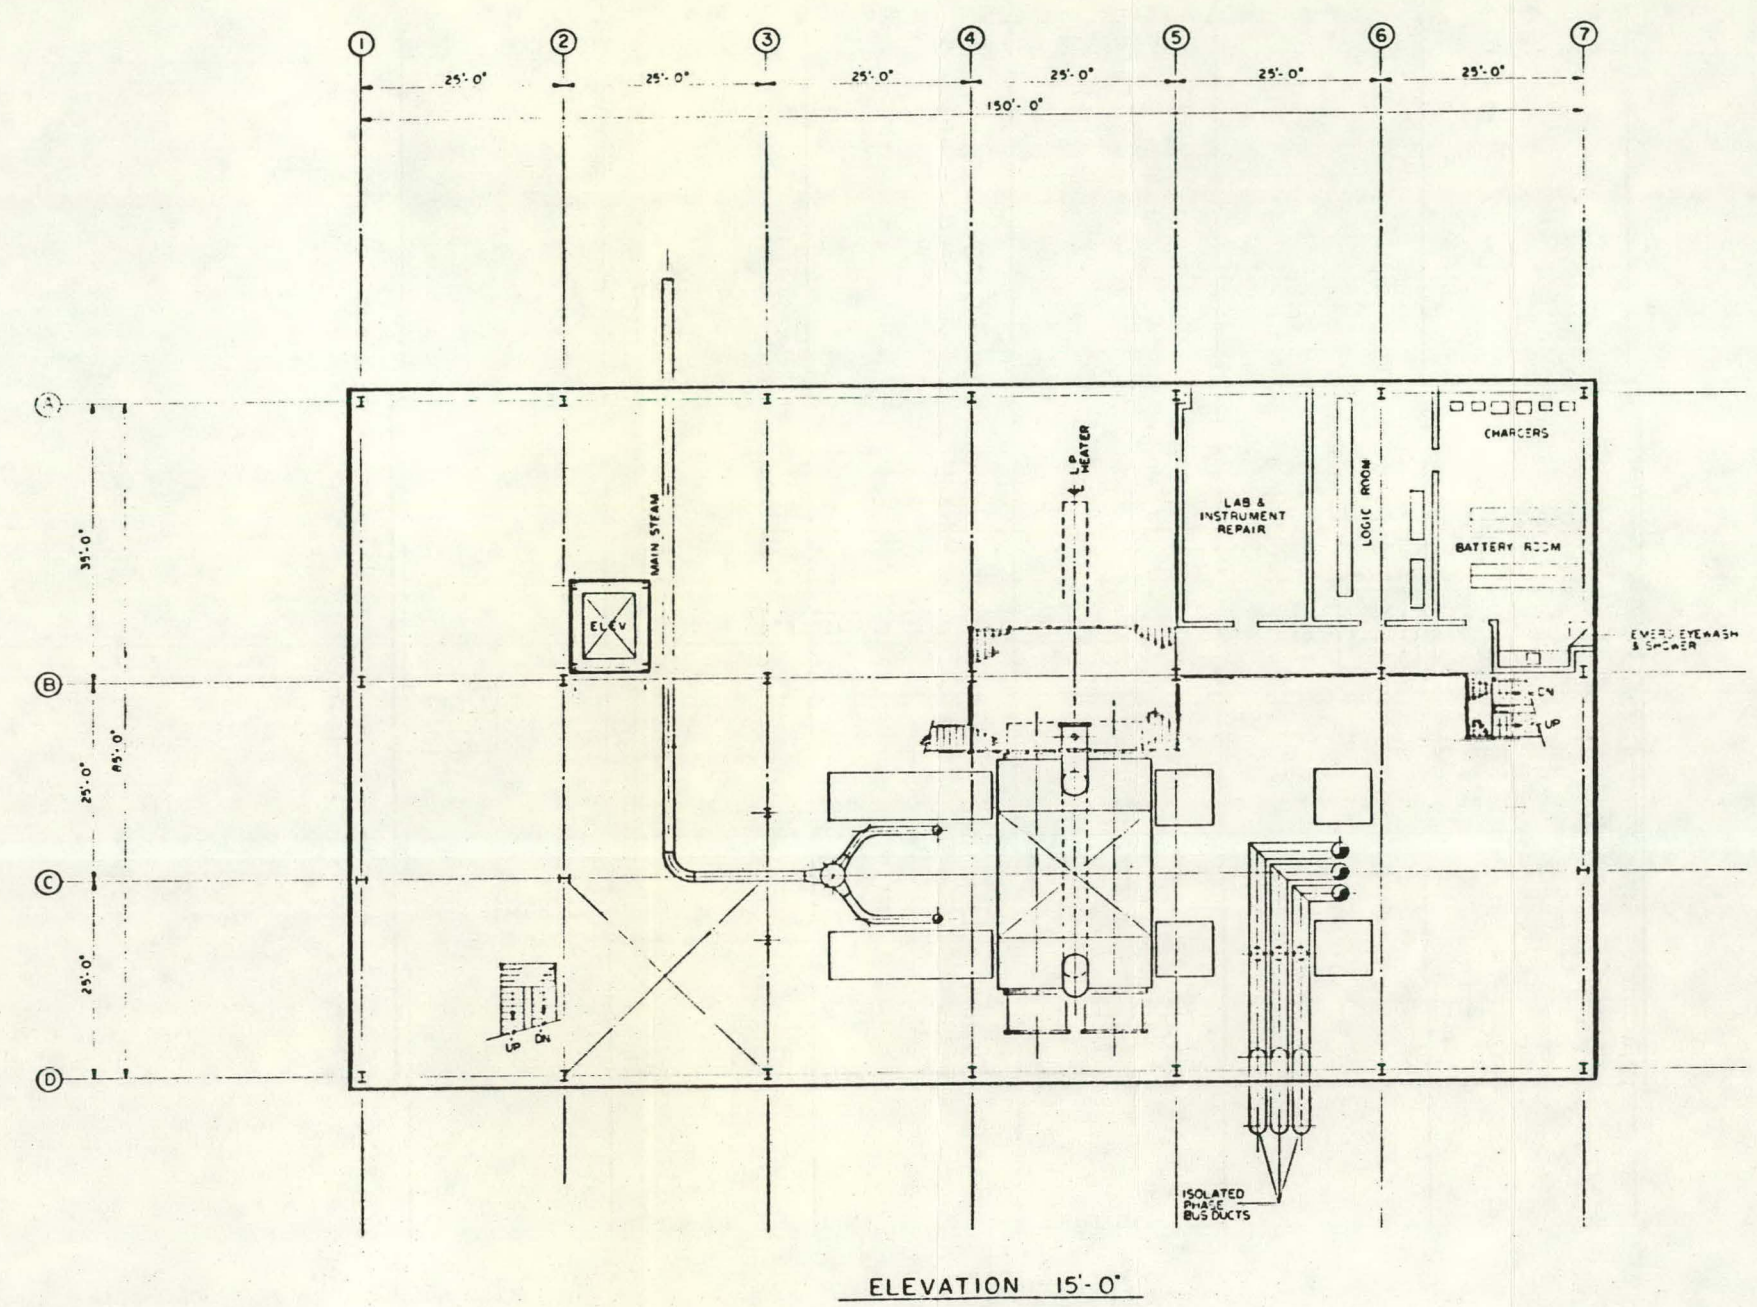 1 2 3 4 5 6 7
25'-0" 25'-0" 25'-0" 25'-0" 25'-0" 25'-0"
150'-0"
A
CHARGERS
L.P.
HEATER
LAB &
INSTRUMENT
REPAIR
LOGIC ROOM
MAIN STEAM
35'-0"
BATTERY ROOM
ELEV
EMERG EYEWASH
& SHOWER
B
DN
UP
85'-0"
25'-0"
C
25'-0"
UP DN
D
ISOLATED
PHASE
BUS DUCTS
ELEVATION 15'-0"